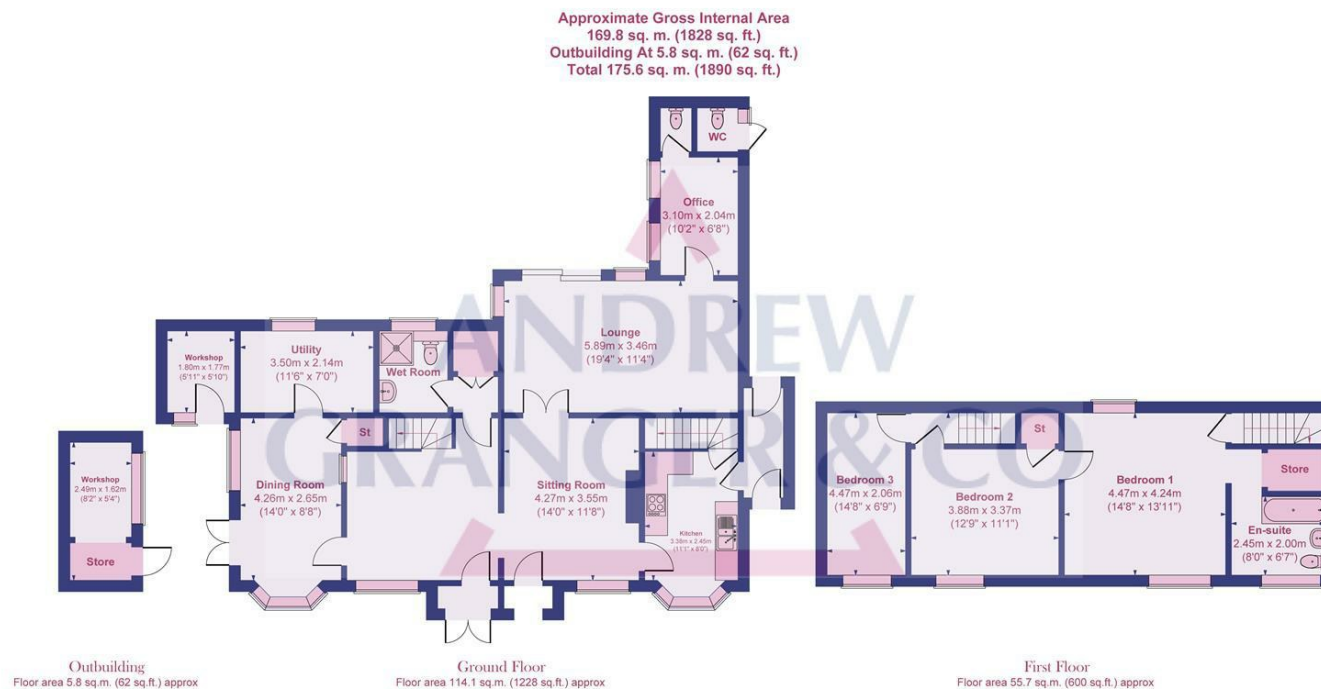 Approximate Gross Internal Area
169.8 sq. m. (1828 sq. ft.)
Outbuilding At 5.8 sq. m. (62 sq. ft.)
Total 175.6 sq. m. (1890 sq. ft.)
WC
Office
3.10m x 2.04m
(10'2" x 6'8")
ANDREW
GRANGER & CO
Lounge
5.89m x 3.46m
(19'4" x 11'4")
Workshop
1.80m x 1.77m
(5'11" x 5'10")
Utility
3.50m x 2.14m
(11'6" x 7'0")
Wet Room
St
Workshop
2.49m x 1.62m
(8'2" x 5'4")
Store
Dining Room
4.26m x 2.65m
(14'0" x 8'8")
Sitting Room
4.27m x 3.55m
(14'0" x 11'8")
Kitchen
3.38m x 2.45m
(11'1" x 8'0")
Bedroom 3
4.47m x 2.06m
(14'8" x 6'9")
Bedroom 2
3.88m x 3.37m
(12'9" x 11'1")
St
Bedroom 1
4.47m x 4.24m
(14'8" x 13'11")
Store
En-suite
2.45m x 2.00m
(8'0" x 6'7")
Outbuilding
Floor area 5.8 sq.m. (62 sq.ft.) approx
Ground Floor
Floor area 114.1 sq.m. (1228 sq.ft.) approx
First Floor
Floor area 55.7 sq.m. (600 sq.ft.) approx